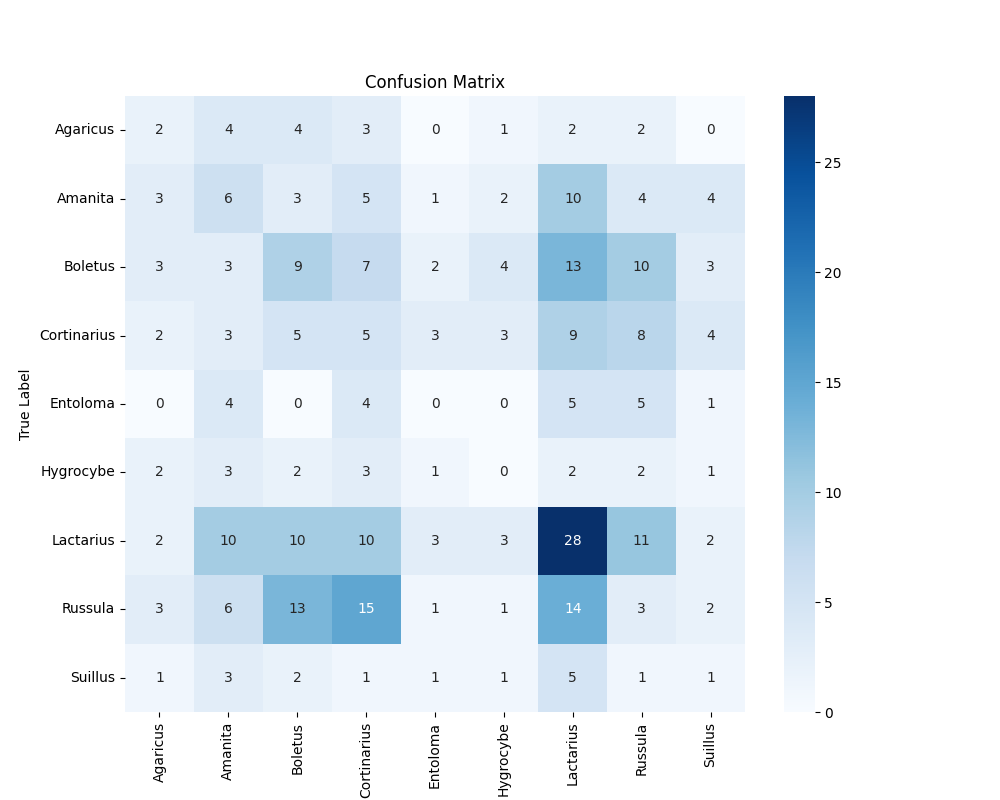 Confusion Matrix
True Label
Agaricus 2 4 4 3 0 1 2 2 0
Amanita 3 6 3 5 1 2 10 4 4
Boletus 3 3 9 7 2 4 13 10 3
Cortinarius 2 3 5 5 3 3 9 8 4
Entoloma 0 4 0 4 0 0 5 5 1
Hygrocybe 2 3 2 3 1 0 2 2 1
Lactarius 2 10 10 10 3 3 28 11 2
Russula 3 6 13 15 1 1 14 3 2
Suillus 1 3 2 1 1 1 5 1 1
Agaricus Amanita Boletus Cortinarius Entoloma Hygrocybe Lactarius Russula Suillus
25
20
15
10
5
0